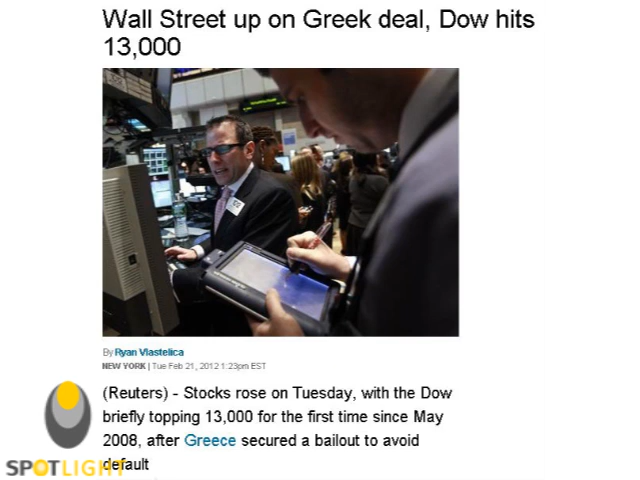 Wall Street up on Greek deal, Dow hits
13,000
By Ryan Vlastelica
NEW YORK | Tue Feb 21, 2012 1:23pm EST
(Reuters) - Stocks rose on Tuesday, with the Dow
briefly topping 13,000 for the first time since May
2008, after Greece secured a bailout to avoid
default
SPOTLIGHT